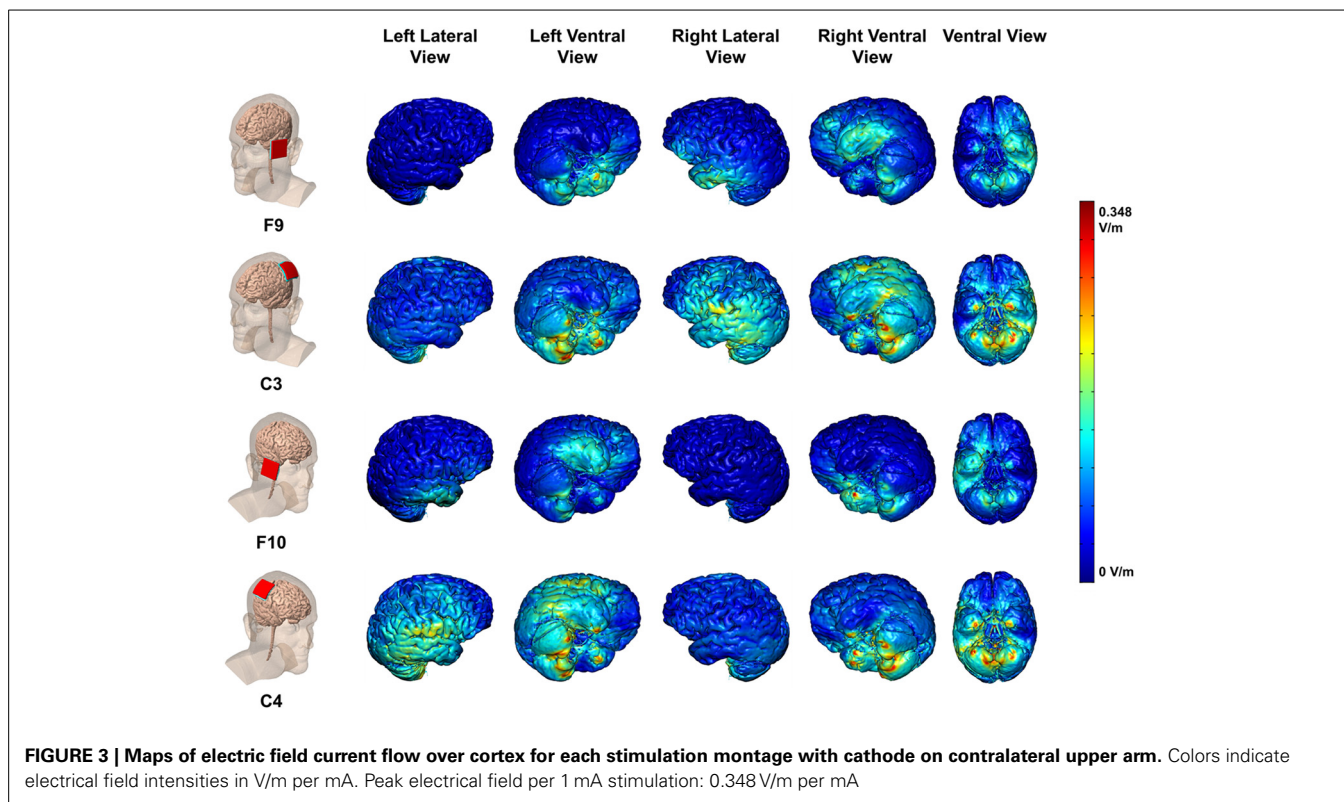 Left Lateral View
Left Ventral View
Right Lateral View
Right Ventral View
Ventral View
F9
C3
F10
C4
0.348 V/m
0 V/m
FIGURE 3 | Maps of electric field current flow over cortex for each stimulation montage with cathode on contralateral upper arm. Colors indicate
electrical field intensities in V/m per mA. Peak electrical field per 1 mA stimulation: 0.348 V/m per mA